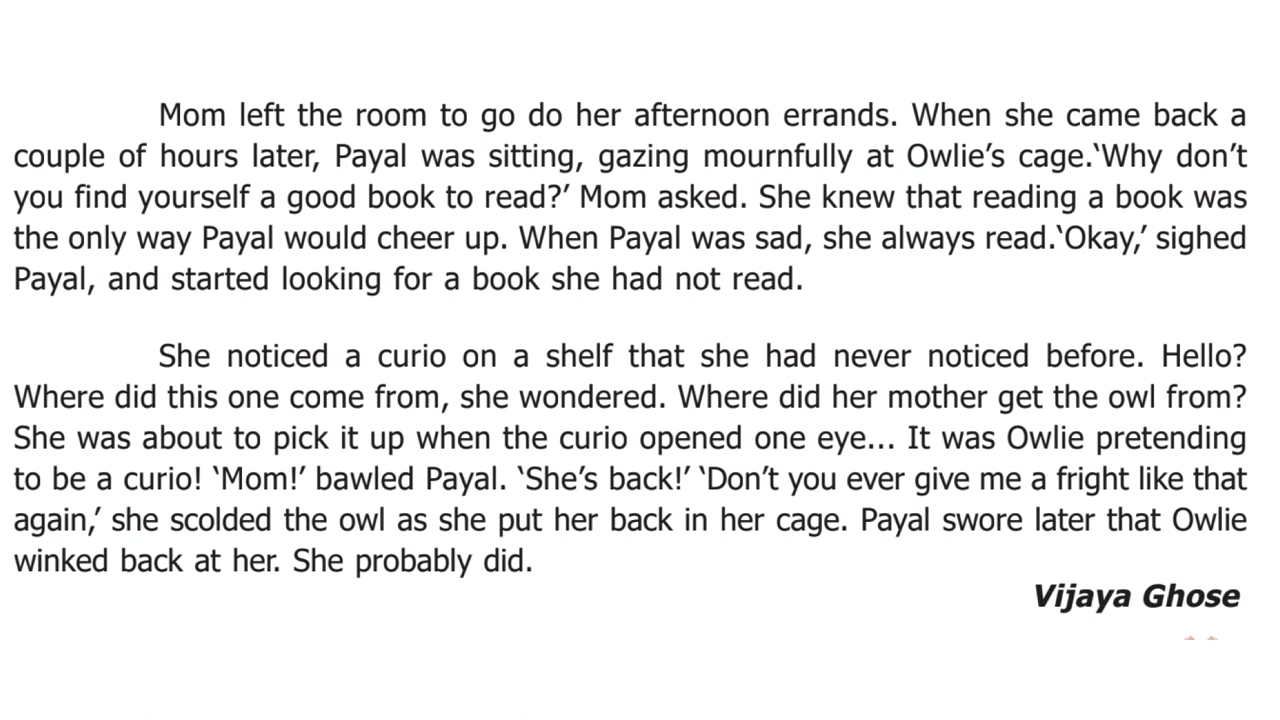 Mom left the room to go do her afternoon errands. When she came back a
couple of hours later, Payal was sitting, gazing mournfully at Owlie’s cage.‘Why don’t
you find yourself a good book to read?’ Mom asked. She knew that reading a book was
the only way Payal would cheer up. When Payal was sad, she always read.‘Okay,’ sighed
Payal, and started looking for a book she had not read.
She noticed a curio on a shelf that she had never noticed before. Hello?
Where did this one come from, she wondered. Where did her mother get the owl from?
She was about to pick it up when the curio opened one eye... It was Owlie pretending
to be a curio! ‘Mom!’ bawled Payal. ‘She’s back!’ ‘Don’t you ever give me a fright like that
again,’ she scolded the owl as she put her back in her cage. Payal swore later that Owlie
winked back at her. She probably did.
Vijaya Ghose